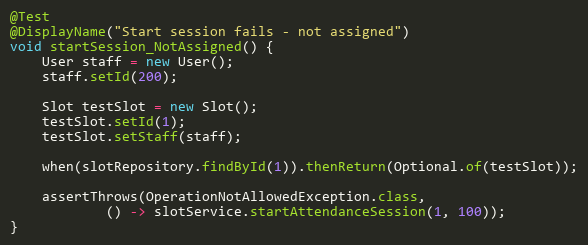 @Test
@DisplayName("Start session fails - not assigned")
void startSession_NotAssigned() {
    User staff = new User();
    staff.setId(200);

    Slot testSlot = new Slot();
    testSlot.setId(1);
    testSlot.setStaff(staff);

    when(slotRepository.findById(1)).thenReturn(Optional.of(testSlot));

    assertThrows(OperationNotAllowedException.class,
            () -> slotService.startAttendanceSession(1, 100));
}